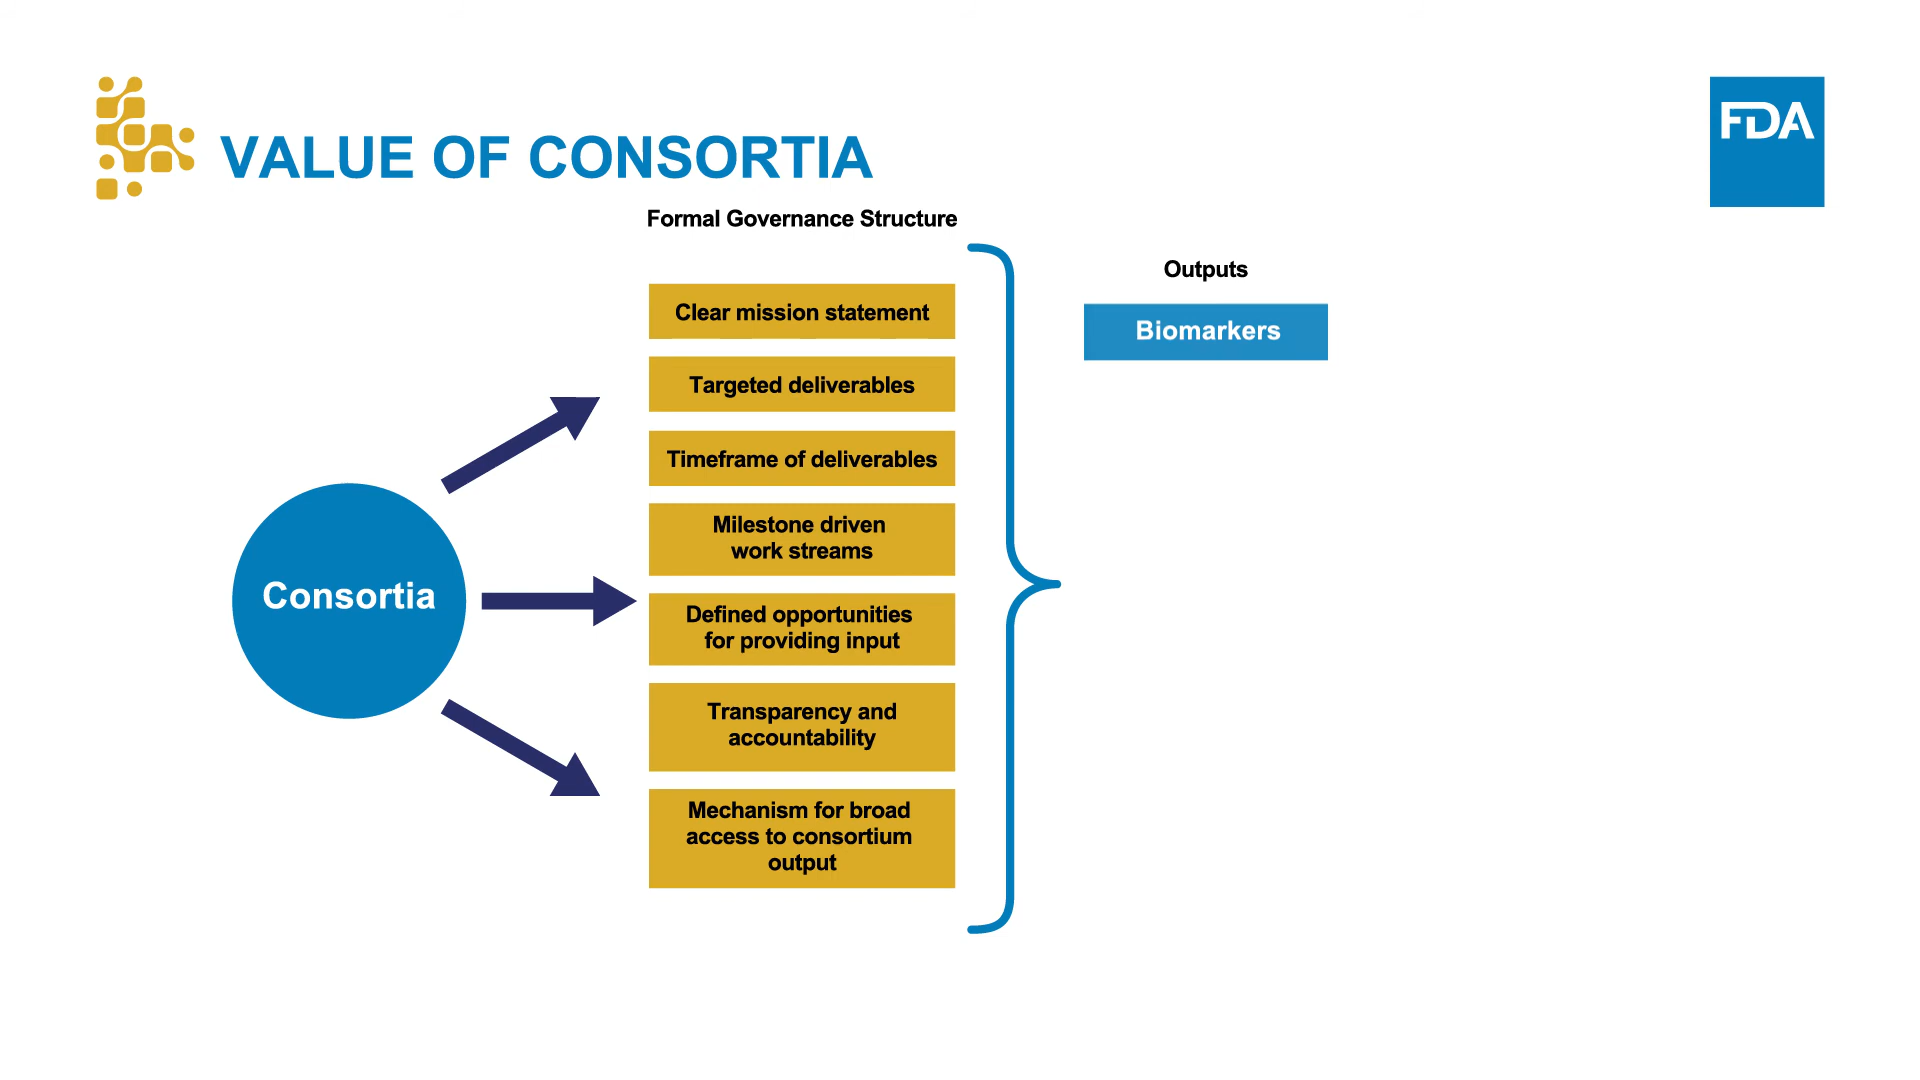 FDA
VALUE OF CONSORTIA
Formal Governance Structure
Clear mission statement
Targeted deliverables
Timeframe of deliverables
Milestone driven
work streams
Defined opportunities
for providing input
Transparency and
accountability
Mechanism for broad
access to consortium
output
Consortia
Outputs
Biomarkers